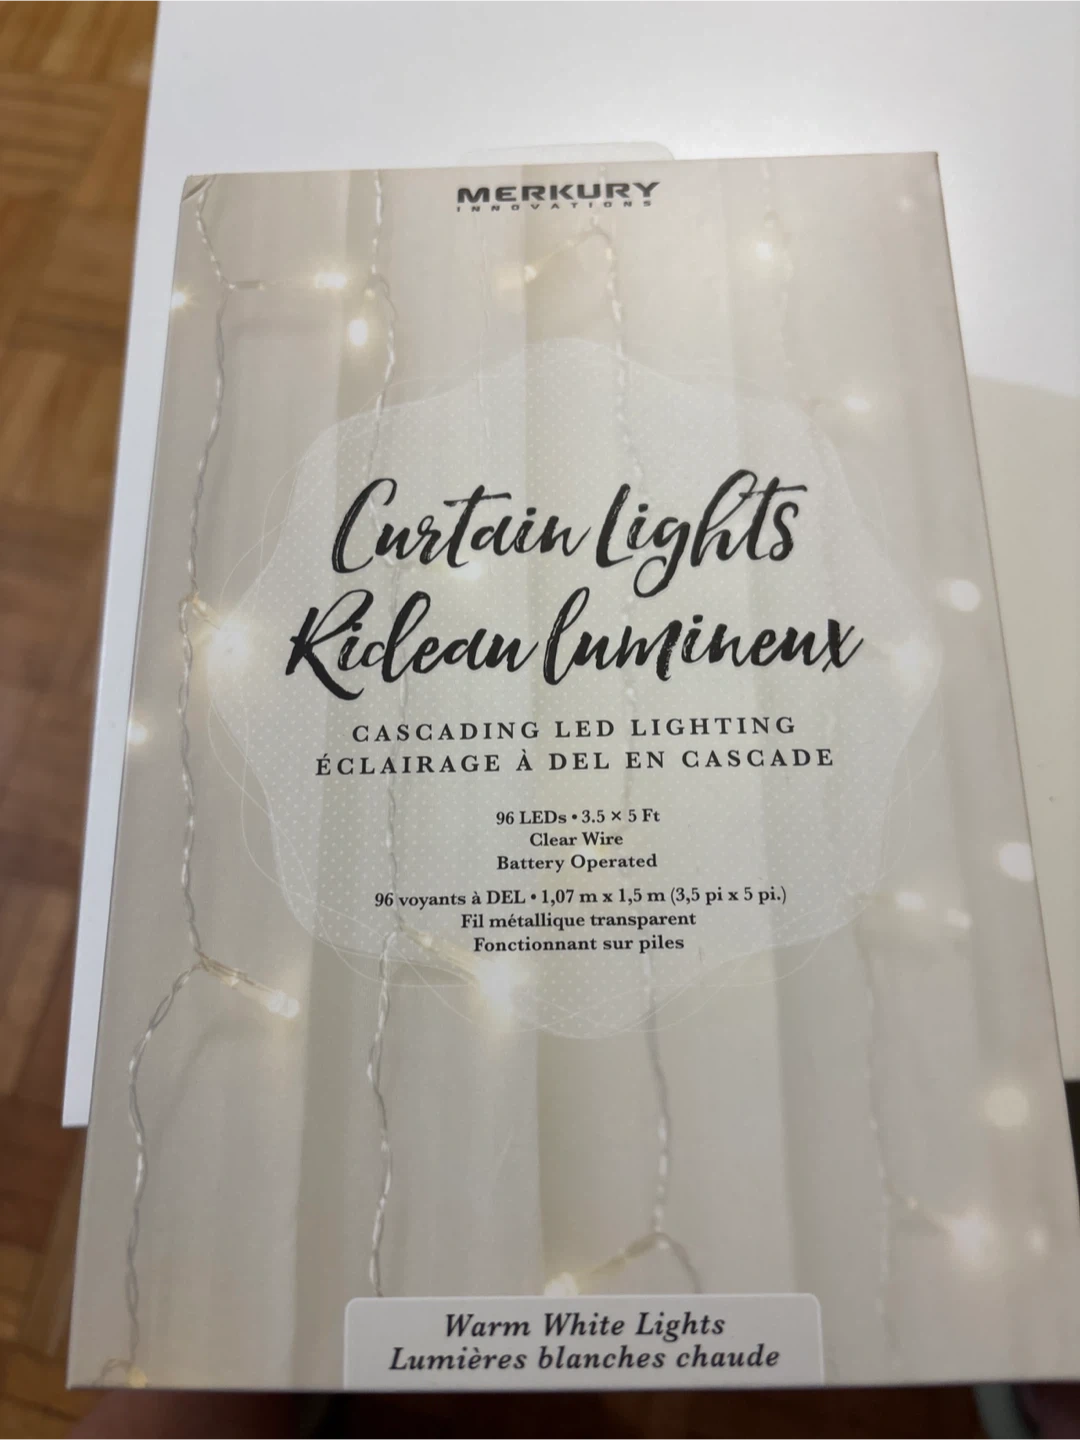 MERKURY
INNOVATIONS
Curtain Lights
Rideau lumineux
CASCADING LED LIGHTING
ÉCLAIRAGE À DEL EN CASCADE
96 LEDs • 3.5 × 5 Ft
Clear Wire
Battery Operated
96 voyants à DEL • 1,07 m x 1,5 m (3,5 pi x 5 pi.)
Fil métallique transparent
Fonctionnant sur piles
Warm White Lights
Lumières blanches chaude